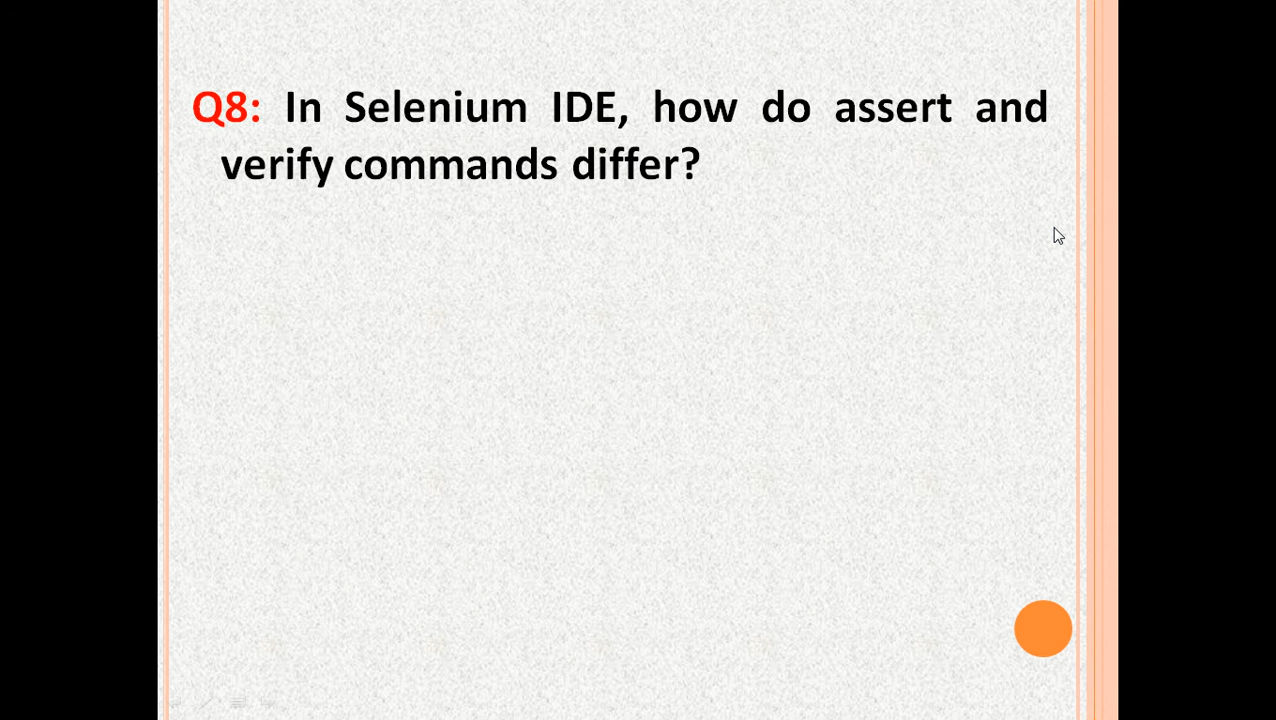 Q8: In Selenium IDE, how do assert and
verify commands differ?